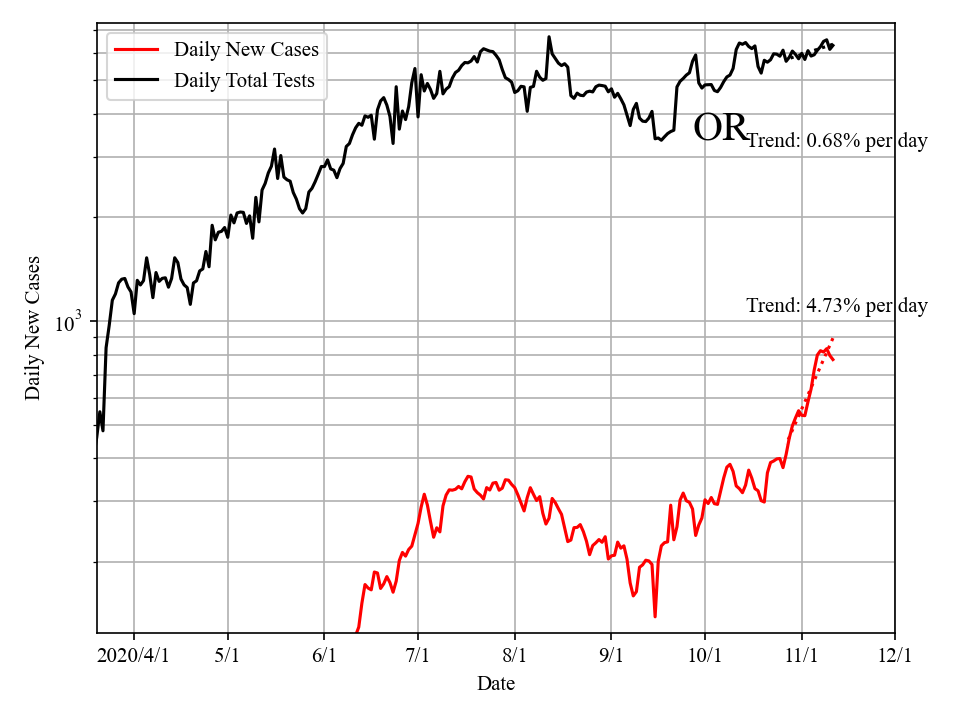 Daily New Cases
Daily Total Tests
OR
Trend: 0.68% per day
Trend: 4.73% per day
10³
Daily New Cases
2020/4/1 5/1 6/1 7/1 8/1 9/1 10/1 11/1 12/1
Date